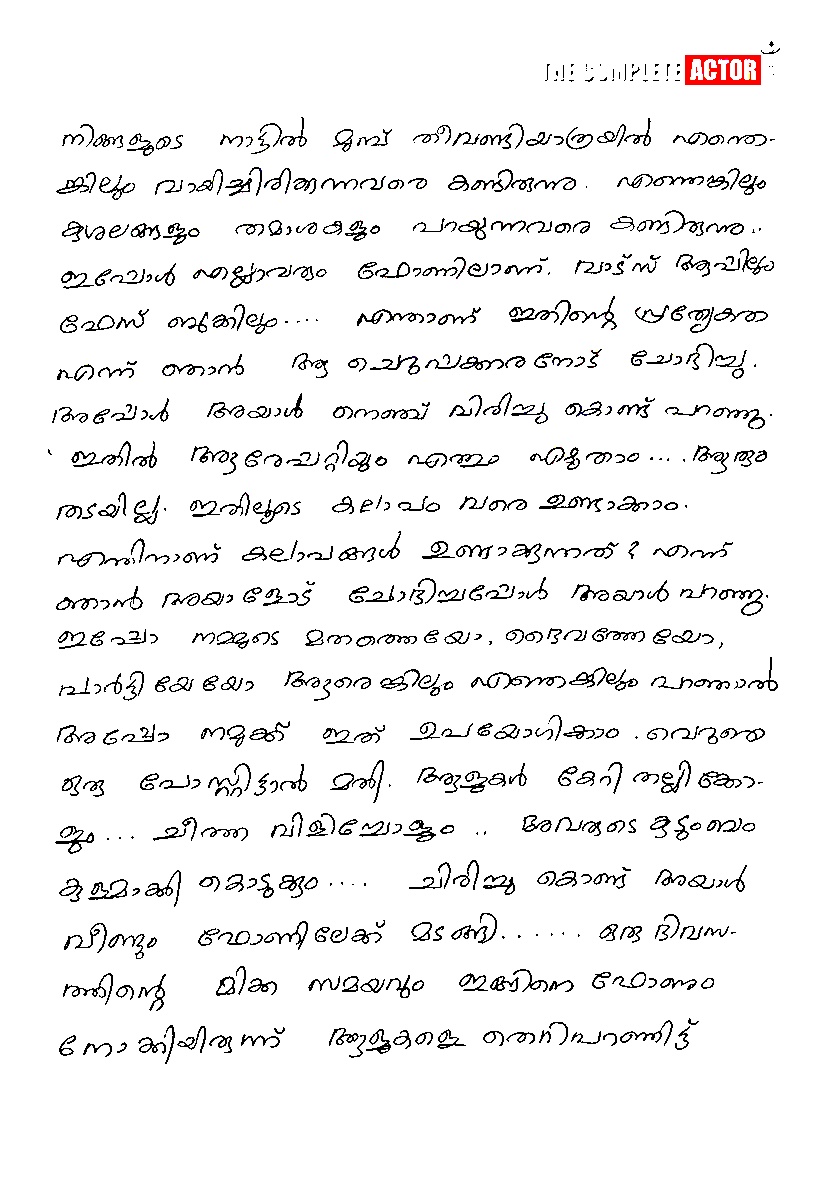 THE COMPLETE ACTOR
നിങ്ങളുടെ നാട്ടിൽ മുമ്പ് തീവണ്ടിയാത്രയിൽ എന്തെ-
ങ്കിലും വായിച്ചിരിക്കുന്നവരെ കണ്ടിരുന്നു. എന്തെങ്കിലും
കുശലങ്ങളും തമാശകളും പറയുന്നവരെ കണ്ടിരുന്നു..
ഇപ്പോൾ എല്ലാവരും ഫോണിലാണ്. വാട്സ് ആപ്പിലും
ഫേസ് ബുക്കിലും.... എന്താണ് ഇതിന്റെ പ്രത്യേകത
എന്ന് ഞാൻ ആ ചെറുപ്പക്കാരനോട് ചോദിച്ചു.
അപ്പോൾ അയാൾ നെഞ്ച് വിരിച്ചു കൊണ്ട് പറഞ്ഞു.
' ഇതിൽ ആരേപ്പറ്റിയും എന്തും എഴുതാം.... ആരും
തടയില്ല. ഇതിലൂടെ കലാപം വരെ ഉണ്ടാക്കാം.
എന്തിനാണ് കലാപങ്ങൾ ഉണ്ടാക്കുന്നത് ? എന്ന്
ഞാൻ അയാളോട് ചോദിച്ചപ്പോൾ അയാൾ പറഞ്ഞു.
ഇപ്പോ നമ്മുടെ മതത്തെയോ, ദൈവത്തേയോ,
പാർട്ടിയേയോ ആരെങ്കിലും എന്തെങ്കിലും പറഞ്ഞാൽ
അപ്പോ നമുക്ക് ഇത് ഉപയോഗിക്കാം. വെറുതെ
ഒരു പോസ്റ്റിട്ടാൽ മതി. ആളുകൾ കേറി തല്ലിക്കോ-
ളും... ചീത്ത വിളിച്ചോളും .. അവരുടെ കുടുംബം
കുളമാക്കി കൊടുക്കും.... ചിരിച്ചു കൊണ്ട് അയാൾ
വീണ്ടും ഫോണിലേക്ക് മടങ്ങി....... ഒരു ദിവസ-
ത്തിന്റെ മിക്ക സമയവും ഇങ്ങിനെ ഫോണും
നോക്കിയിരുന്ന് ആളുകളെ തെറിപറഞ്ഞിട്ട്